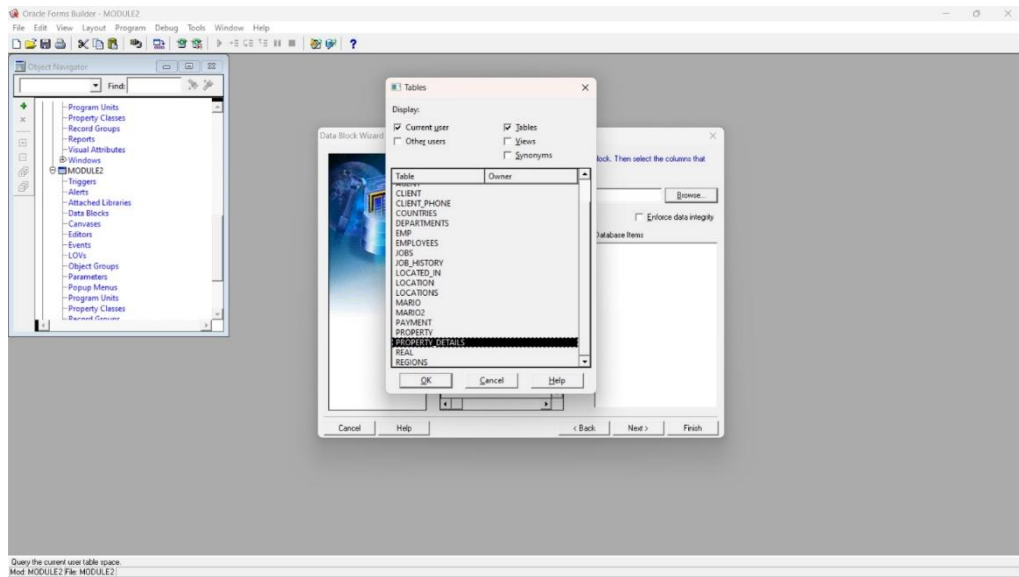 Oracle Forms Builder - MODULE2
File Edit View Layout Program Debug Tools Window Help
Object Navigator
Find:
Program Units
Property Classes
Record Groups
Reports
Visual Attributes
Windows
MODULE2
Triggers
Alerts
Attached Libraries
Data Blocks
Canvases
Editors
Events
LOVs
Object Groups
Parameters
Popup Menus
Program Units
Property Classes
Record Groups
Data Block Wizard
lock. Then select the columns that
Browse...
Enforce data integrity
Database Items
Cancel Help < Back Next > Finish
Tables
Display:
Current user Tables
Other users Views
Synonyms
Table Owner
AGENT
CLIENT
CLIENT_PHONE
COUNTRIES
DEPARTMENTS
EMP
EMPLOYEES
JOBS
JOB_HISTORY
LOCATED_IN
LOCATION
LOCATIONS
MARIO
MARIO2
PAYMENT
PROPERTY
PROPERTY_DETAILS
REAL
REGIONS
OK Cancel Help
Query the current user table space.
Mod: MODULE2 File: MODULE2